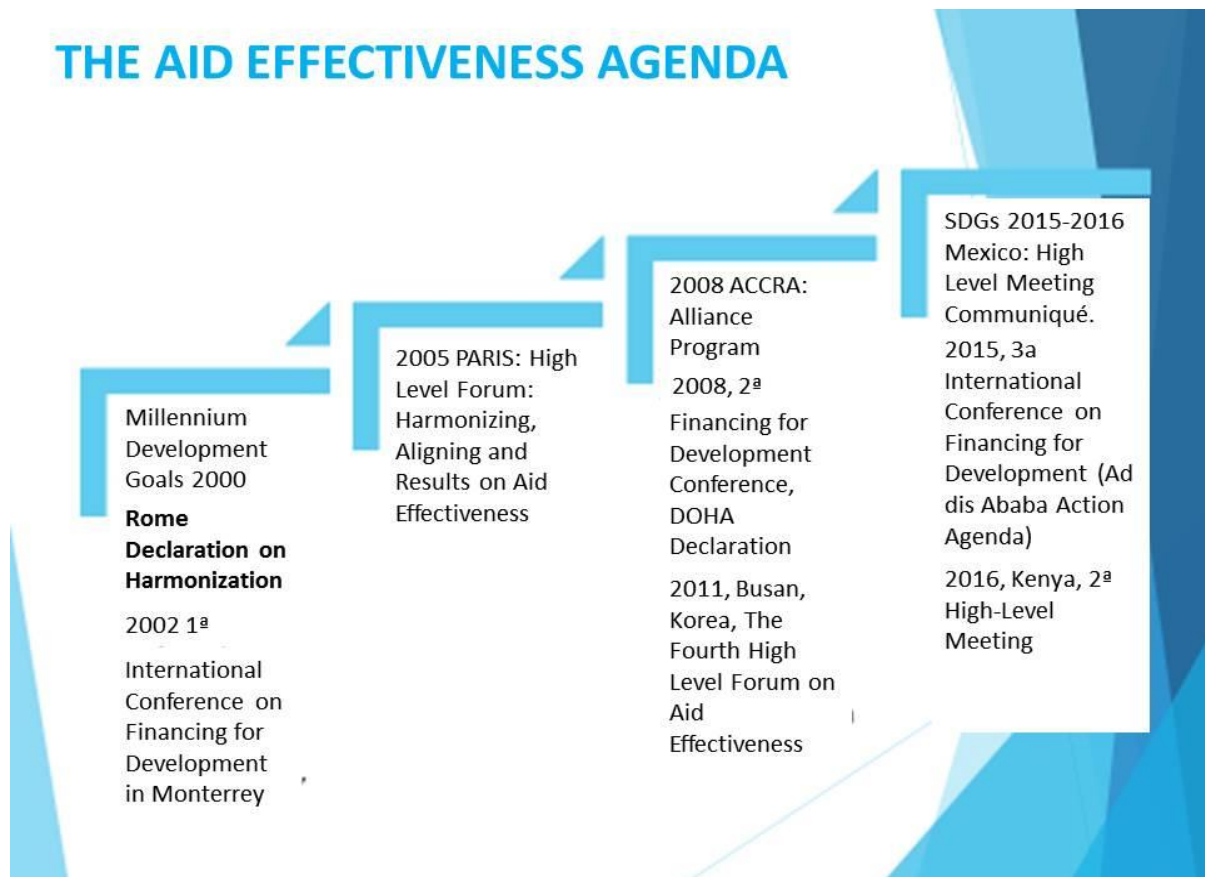 THE AID EFFECTIVENESS AGENDA
Millennium
Development
Goals 2000
Rome
Declaration on
Harmonization
2002 1ª
International
Conference on
Financing for
Development
in Monterrey
2005 PARIS: High
Level Forum:
Harmonizing,
Aligning and
Results on Aid
Effectiveness
2008 ACCRA:
Alliance
Program
2008, 2ª
Financing for
Development
Conference,
DOHA
Declaration
2011, Busan,
Korea, The
Fourth High
Level Forum on
Aid
Effectiveness
SDGs 2015-2016
Mexico: High
Level Meeting
Communiqué.
2015, 3a
International
Conference on
Financing for
Development (Ad
dis Ababa Action
Agenda)
2016, Kenya, 2ª
High-Level
Meeting